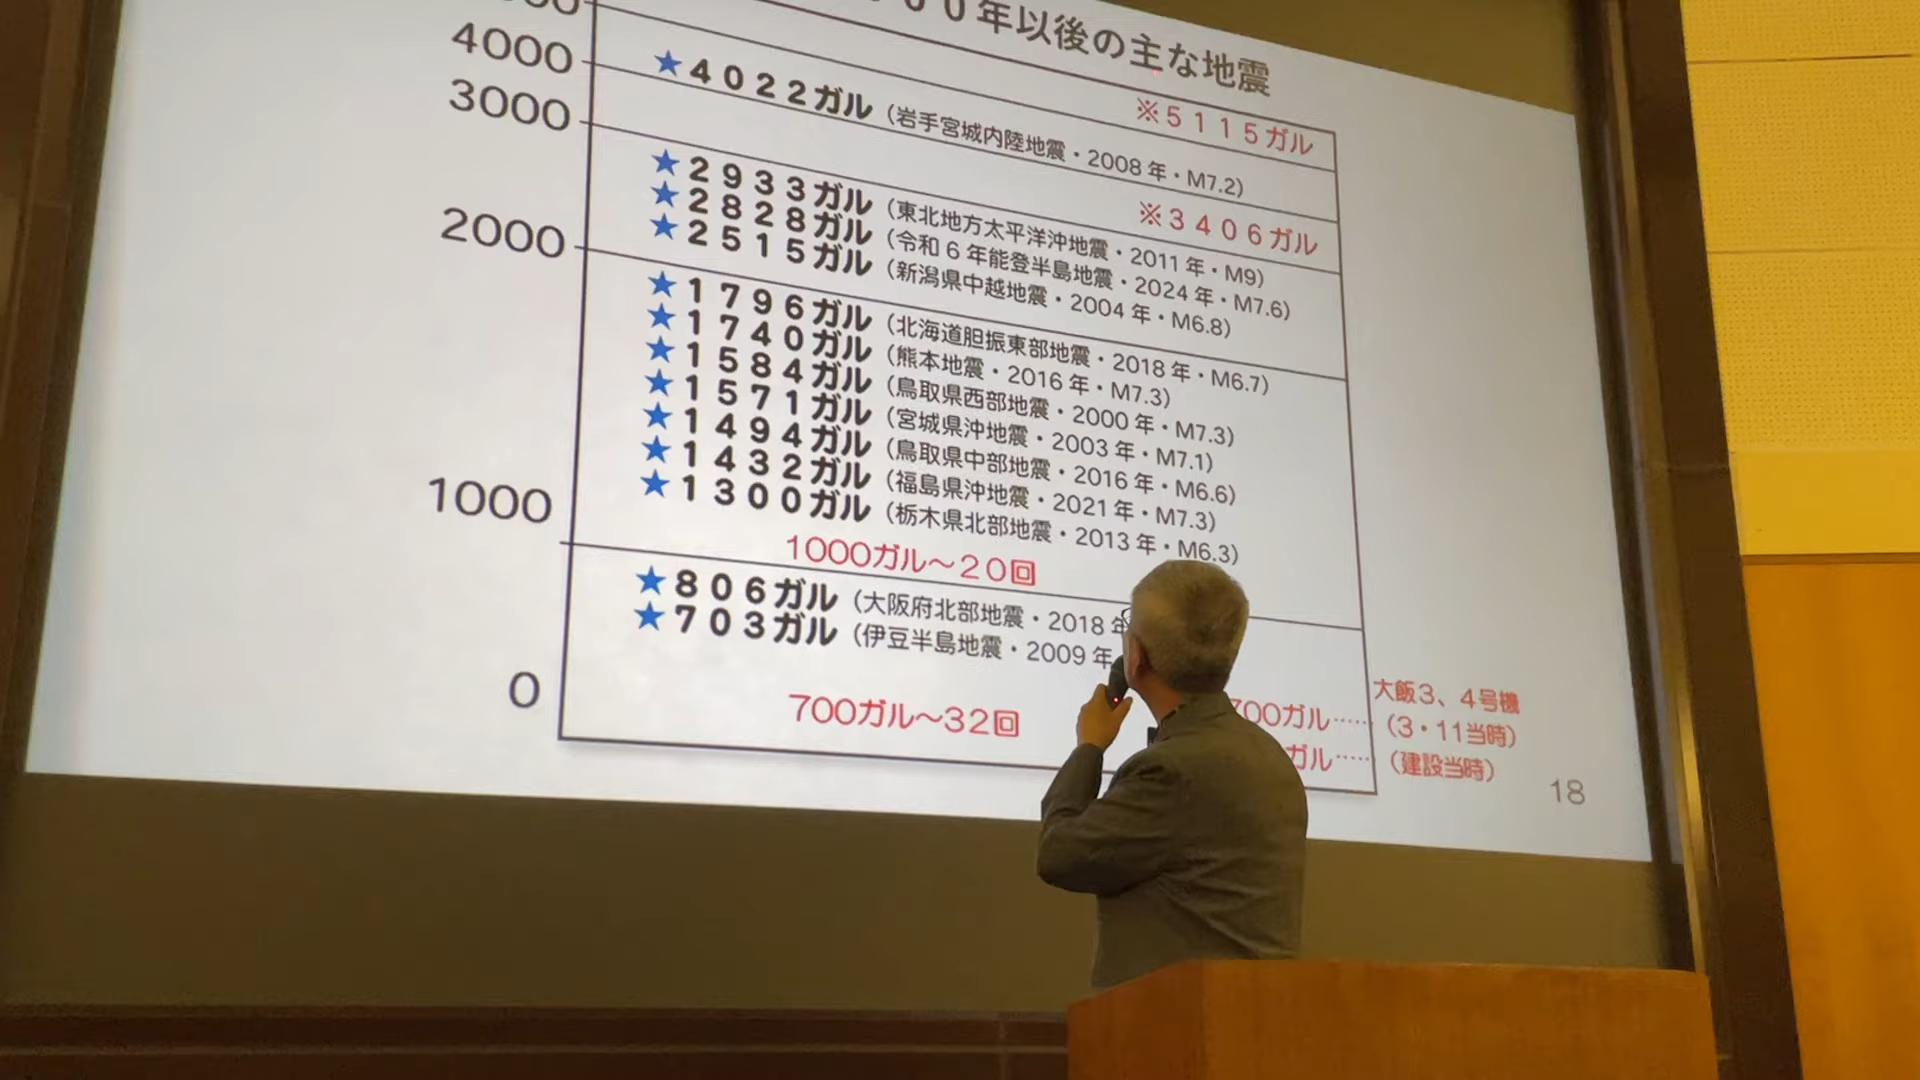 00年以後の主な地震
※5115ガル
4000
★4022ガル（岩手宮城内陸地震・2008年・M7.2）
3000
※3406ガル
★2933ガル（東北地方太平洋沖地震・2011年・M9）
★2828ガル（令和6年能登半島地震・2024年・M7.6）
★2515ガル（新潟県中越地震・2004年・M6.8）
2000
★1796ガル（北海道胆振東部地震・2018年・M6.7）
★1740ガル（熊本地震・2016年・M7.3）
★1584ガル（鳥取県西部地震・2000年・M7.3）
★1571ガル（宮城県沖地震・2003年・M7.1）
★1494ガル（鳥取県中部地震・2016年・M6.6）
★1432ガル（福島県沖地震・2021年・M7.3）
★1300ガル（栃木県北部地震・2013年・M6.3）
1000
1000ガル〜20回
★806ガル（大阪府北部地震・2018年
★703ガル（伊豆半島地震・2009年
0
700ガル〜32回
700ガル……大飯3、4号機
（3・11当時）
ガル……（建設当時）
18